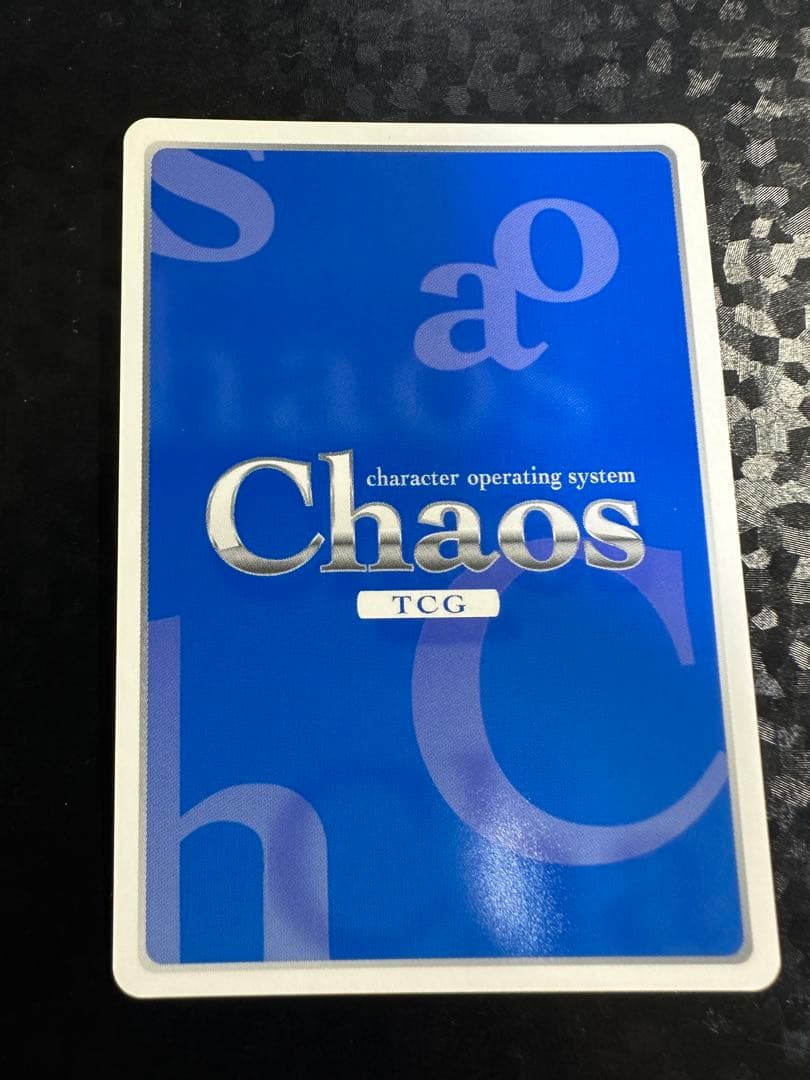 s
o
a
character operating system
Chaos
TCG
C
h